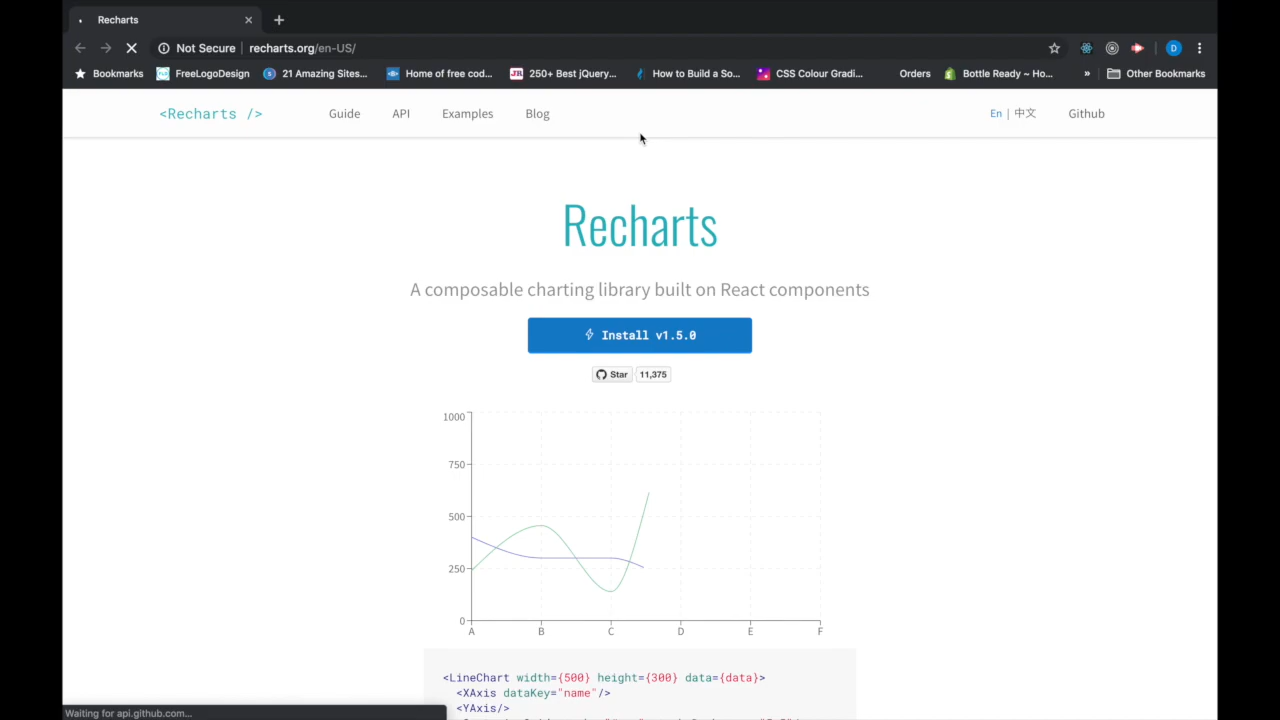 Recharts
Not Secure | recharts.org/en-US/
D
Bookmarks
FreeLogoDesign
21 Amazing Sites...
Home of free cod...
JR 250+ Best jQuery...
How to Build a So...
CSS Colour Gradi...
Orders
Bottle Ready ~ Ho...
»
Other Bookmarks
<Recharts />
Guide
API
Examples
Blog
En | 中文
Github
Recharts
A composable charting library built on React components
Install v1.5.0
Star 11,375
1000
750
500
250
0
A B C D E F
<LineChart width={500} height={300} data={data}>
<XAxis dataKey="name"/>
<YAxis/>
Waiting for api.github.com...